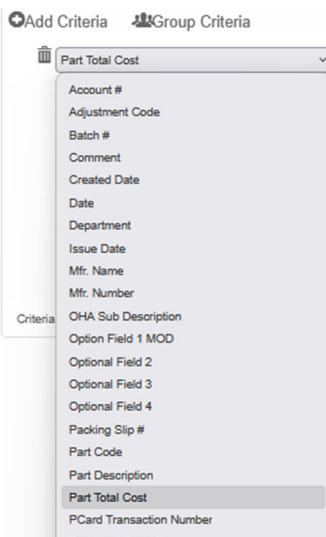 Add Criteria Group Criteria
Part Total Cost
Account #
Adjustment Code
Batch #
Comment
Created Date
Date
Department
Issue Date
Mfr. Name
Mfr. Number
Criteria
OHA Sub Description
Option Field 1 MOD
Optional Field 2
Optional Field 3
Optional Field 4
Packing Slip #
Part Code
Part Description
Part Total Cost
PCard Transaction Number